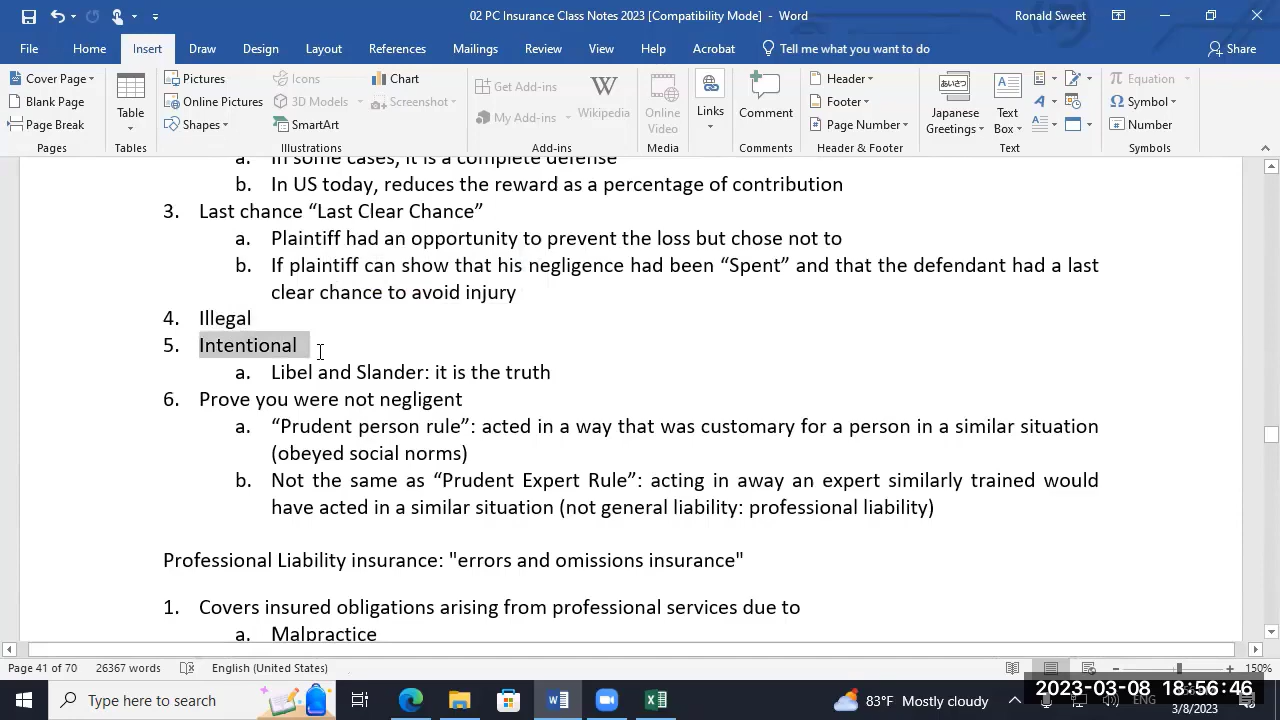 02 PC Insurance Class Notes 2023 [Compatibility Mode] - Word
Ronald Sweet
File Home Insert Draw Design Layout References Mailings Review View Help Acrobat Tell me what you want to do Share
Cover Page
Blank Page
Page Break
Pages
Table
Tables
Pictures
Online Pictures
Shapes
Icons
3D Models
SmartArt
Chart
Screenshot
Illustrations
Get Add-ins
My Add-ins
Wikipedia
Add-ins
Online
Video
Media
Links
Comment
Comments
Header
Footer
Page Number
Header & Footer
Japanese
Greetings
Text
Box
Text
Equation
Symbol
Number
Symbols
a. In some cases, it is a complete defense
b. In US today, reduces the reward as a percentage of contribution
3. Last chance “Last Clear Chance”
a. Plaintiff had an opportunity to prevent the loss but chose not to
b. If plaintiff can show that his negligence had been “Spent” and that the defendant had a last
clear chance to avoid injury
4. Illegal
5. Intentional
a. Libel and Slander: it is the truth
6. Prove you were not negligent
a. “Prudent person rule”: acted in a way that was customary for a person in a similar situation
(obeyed social norms)
b. Not the same as “Prudent Expert Rule”: acting in away an expert similarly trained would
have acted in a similar situation (not general liability: professional liability)
Professional Liability insurance: "errors and omissions insurance"
1. Covers insured obligations arising from professional services due to
a. Malpractice
Page 41 of 70 26367 words English (United States) 150%
Type here to search
83°F Mostly cloudy
ENG
2023-03-08 18:56:46
3/8/2023